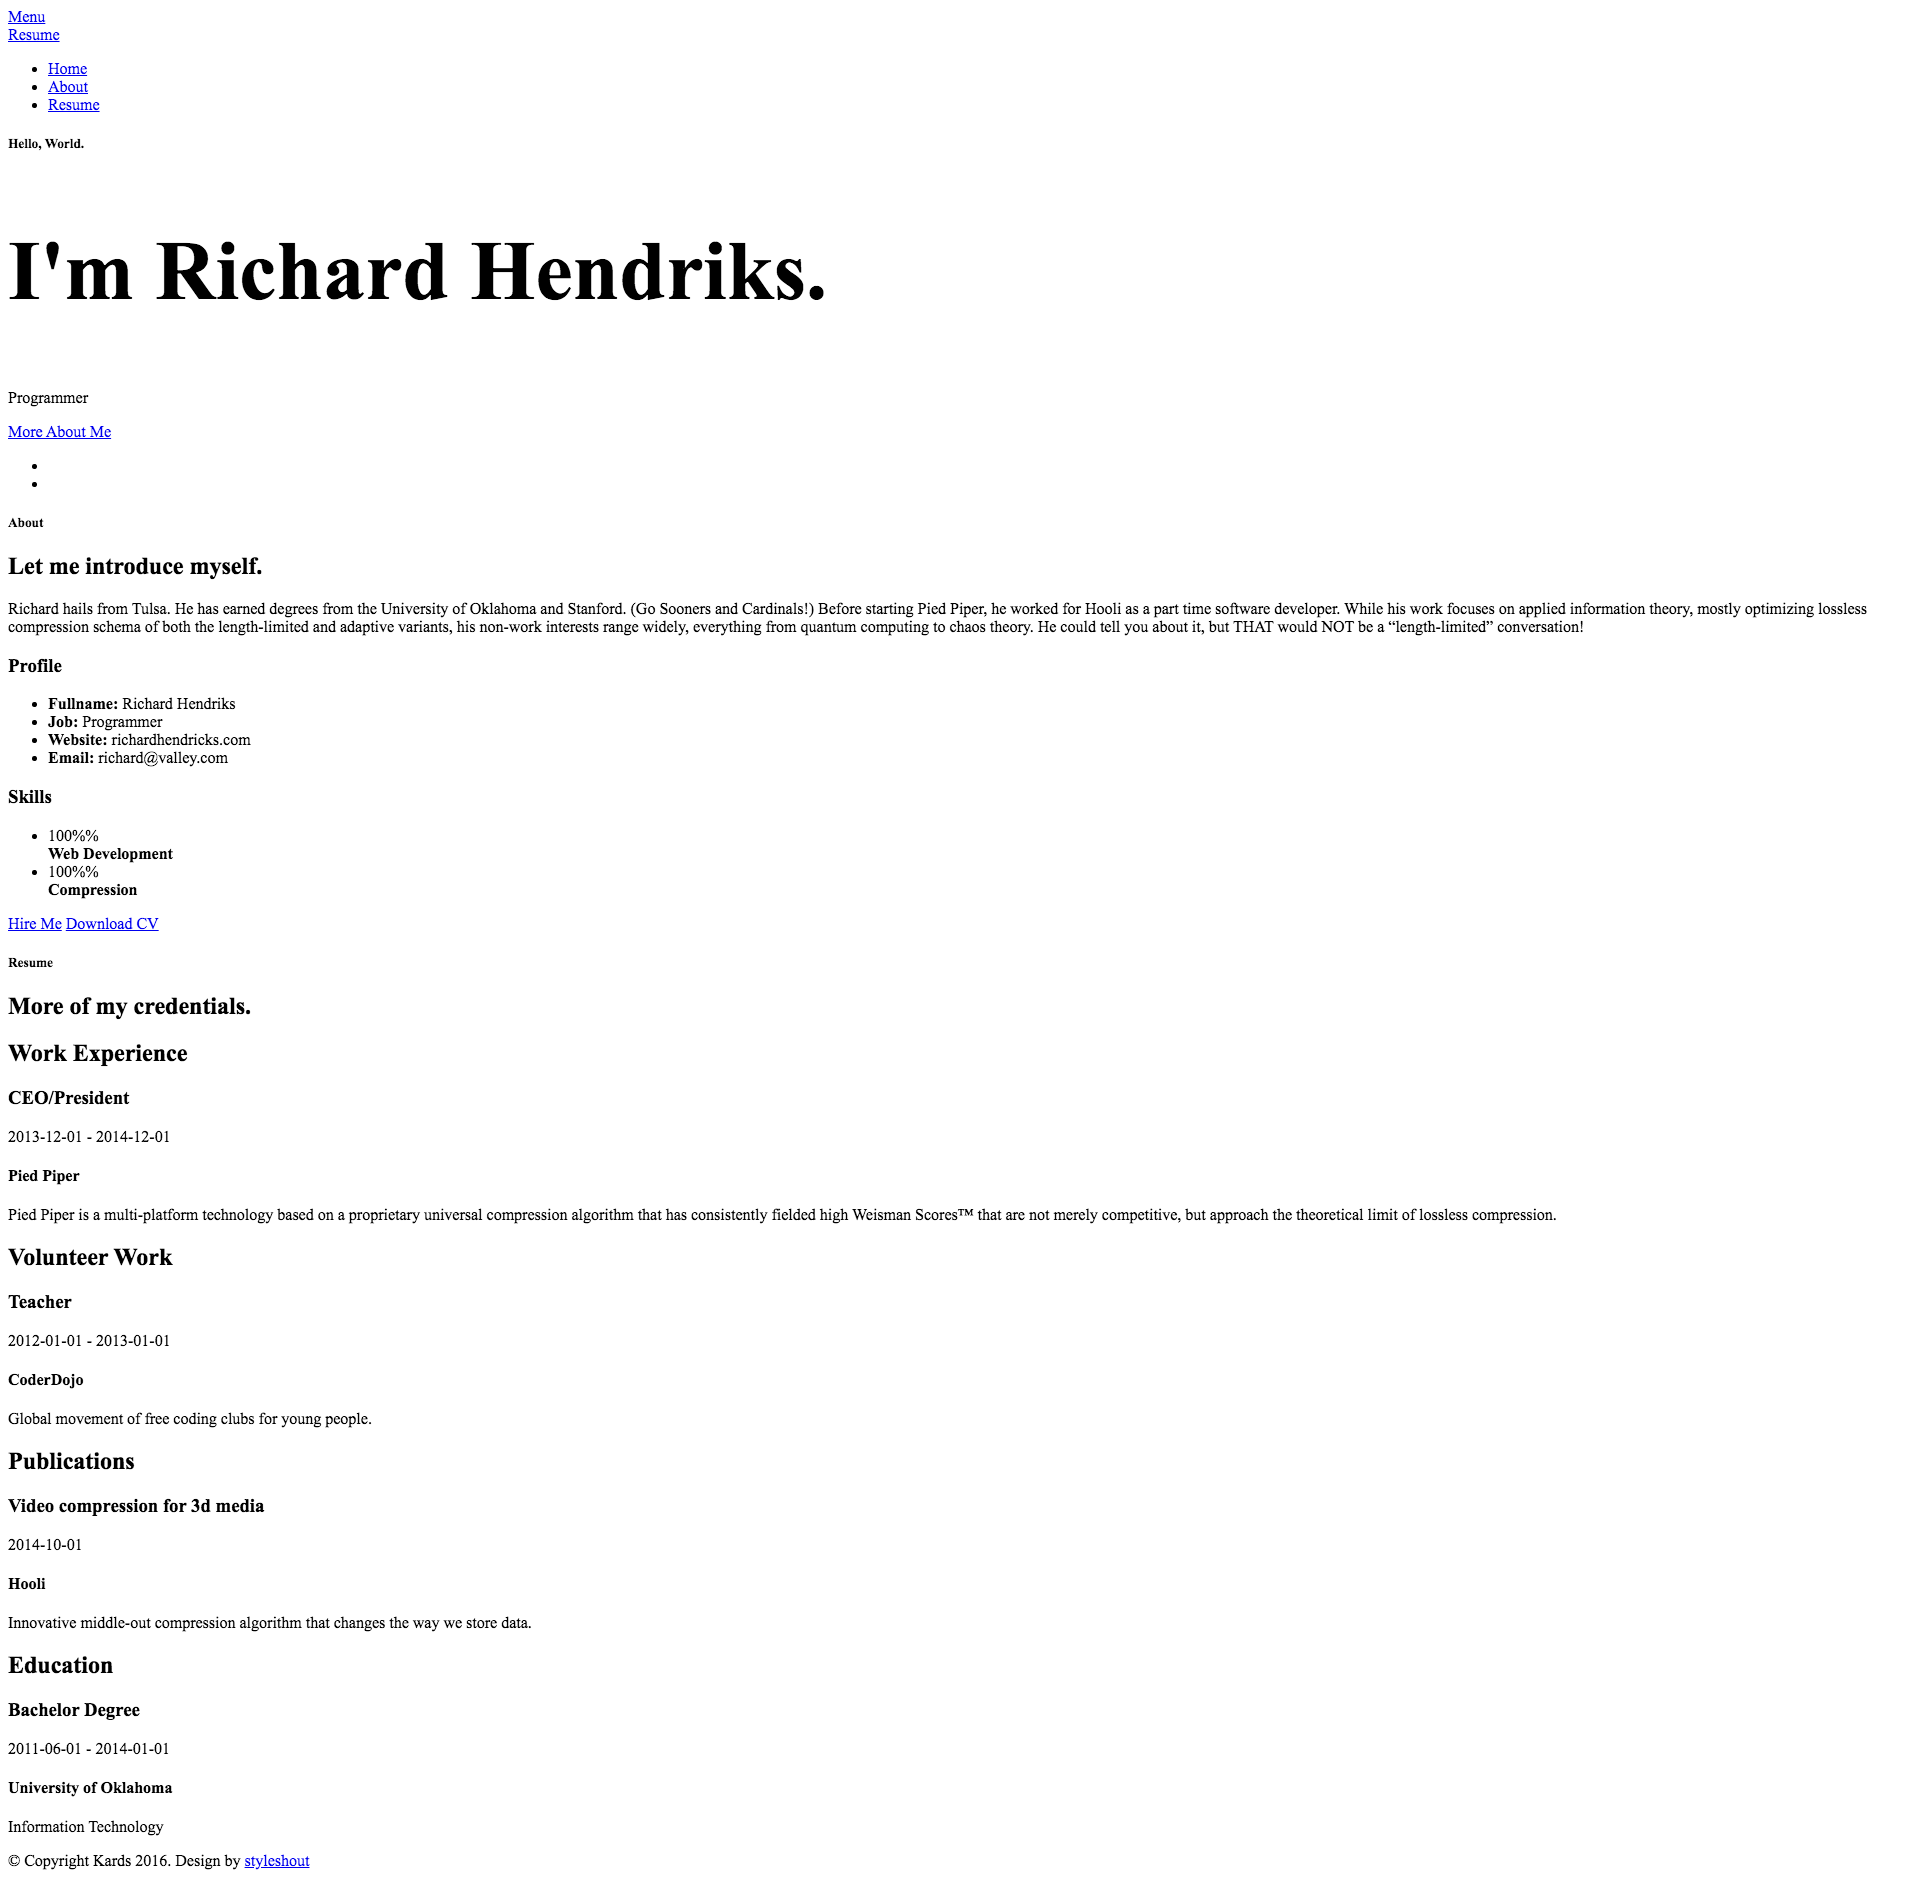 Menu
Resume
Home
About
Resume
Hello, World.
I'm Richard Hendriks.
Programmer
More About Me
About
Let me introduce myself.
Richard hails from Tulsa. He has earned degrees from the University of Oklahoma and Stanford. (Go Sooners and Cardinals!) Before starting Pied Piper, he worked for Hooli as a part time software developer. While his work focuses on applied information theory, mostly optimizing lossless
compression schema of both the length-limited and adaptive variants, his non-work interests range widely, everything from quantum computing to chaos theory. He could tell you about it, but THAT would NOT be a “length-limited” conversation!
Profile
Fullname: Richard Hendriks
Job: Programmer
Website: richardhendricks.com
Email: richard@valley.com
Skills
100%%
Web Development
100%%
Compression
Hire Me Download CV
Resume
More of my credentials.
Work Experience
CEO/President
2013-12-01 - 2014-12-01
Pied Piper
Pied Piper is a multi-platform technology based on a proprietary universal compression algorithm that has consistently fielded high Weisman Scores™ that are not merely competitive, but approach the theoretical limit of lossless compression.
Volunteer Work
Teacher
2012-01-01 - 2013-01-01
CoderDojo
Global movement of free coding clubs for young people.
Publications
Video compression for 3d media
2014-10-01
Hooli
Innovative middle-out compression algorithm that changes the way we store data.
Education
Bachelor Degree
2011-06-01 - 2014-01-01
University of Oklahoma
Information Technology
© Copyright Kards 2016. Design by styleshout